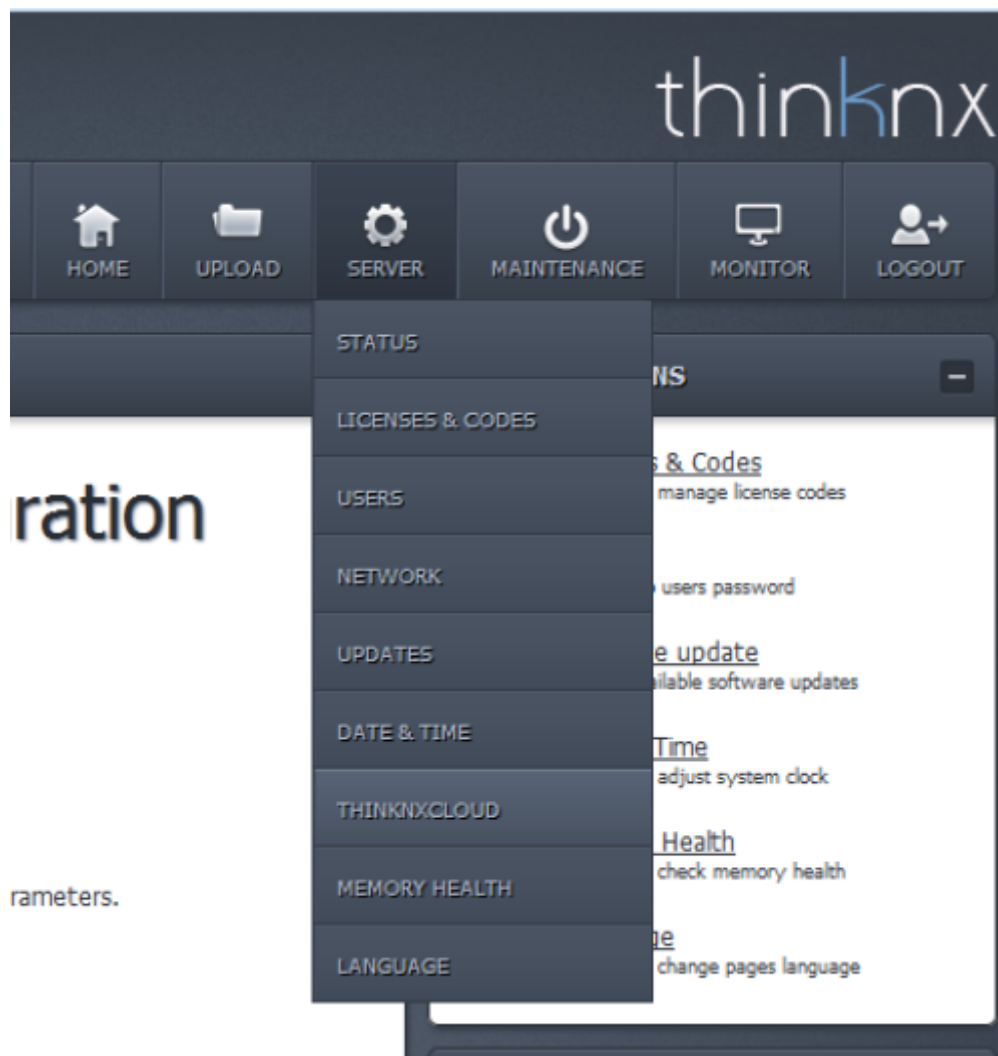 thinknx
HOME UPLOAD SERVER MAINTENANCE MONITOR LOGOUT
STATUS
LICENSES & CODES
USERS
NETWORK
UPDATES
DATE & TIME
THINKNXCLOUD
MEMORY HEALTH
LANGUAGE
NS
ration
rameters.
s & Codes
manage license codes
users password
e update
ilable software updates
Time
adjust system clock
Health
check memory health
ge
change pages language